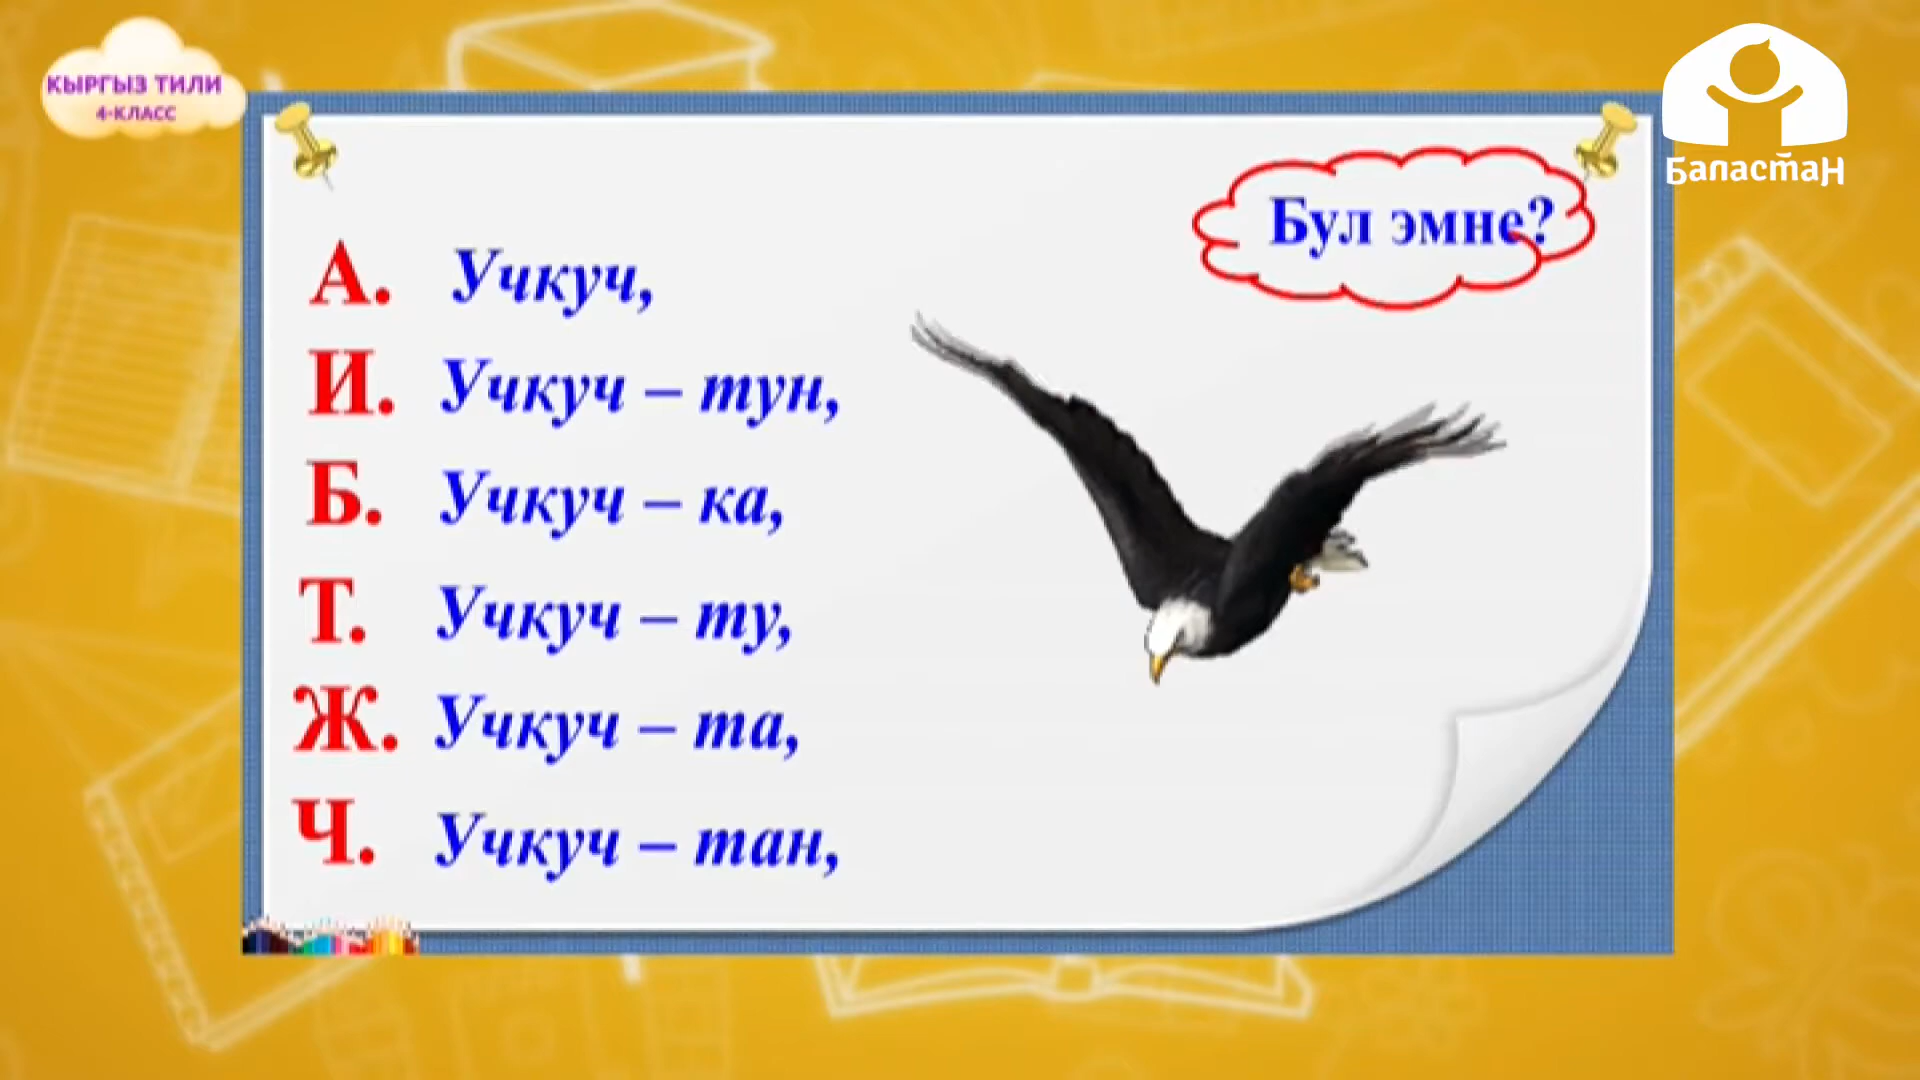 КЫРГЫЗ ТИЛИ
4-КЛАСС
Баластан
Бул эмне?
А. Учкуч,
И. Учкуч – тун,
Б. Учкуч – ка,
Т. Учкуч – ту,
Ж. Учкуч – та,
Ч. Учкуч – тан,